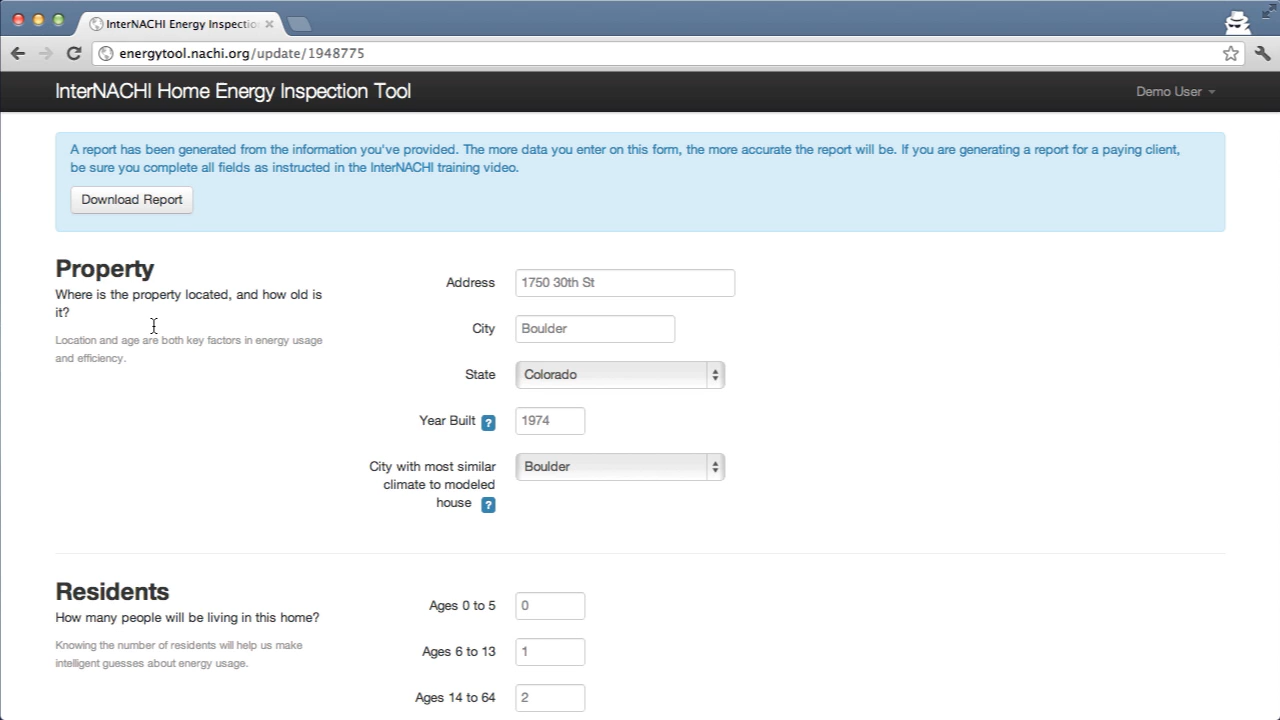 InterNACHI Energy Inspectio
energytool.nachi.org/update/1948775
InterNACHI Home Energy Inspection Tool
Demo User
A report has been generated from the information you've provided. The more data you enter on this form, the more accurate the report will be. If you are generating a report for a paying client,
be sure you complete all fields as instructed in the InterNACHI training video.
Download Report
Property
Where is the property located, and how old is
it?
Location and age are both key factors in energy usage
and efficiency.
Address 1750 30th St
City Boulder
State Colorado
Year Built ? 1974
City with most similar Boulder
climate to modeled
house ?
Residents
How many people will be living in this home?
Knowing the number of residents will help us make
intelligent guesses about energy usage.
Ages 0 to 5 0
Ages 6 to 13 1
Ages 14 to 64 2